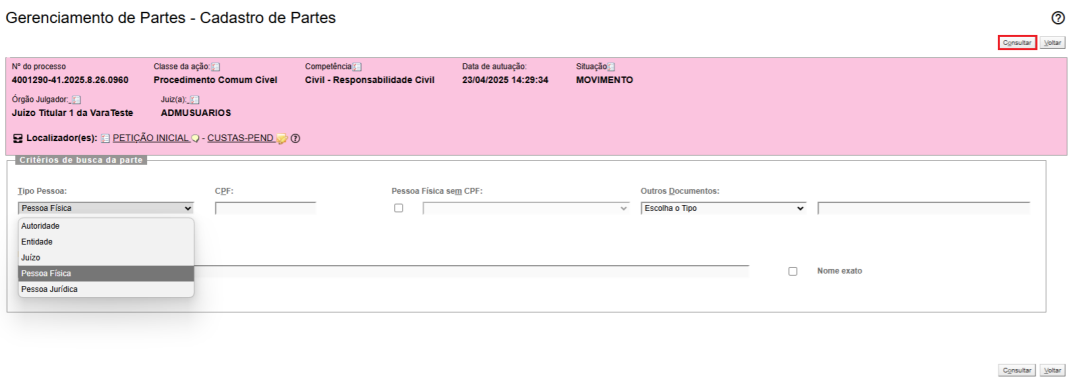 Gerenciamento de Partes - Cadastro de Partes
Consultar Voltar
Nº do processo Classe da ação: Competência Data de autuação: Situação
4001290-41.2025.8.26.0960 Procedimento Comum Cível Civil - Responsabilidade Civil 23/04/2025 14:29:34 MOVIMENTO
Órgão Julgador: Juiz(a):
Juízo Titular 1 da VaraTeste ADMUSUARIOS
Localizador(es): PETIÇÃO INICIAL - CUSTAS-PEND
Critérios de busca da parte
Tipo Pessoa: CPF: Pessoa Física sem CPF: Outros Documentos:
Pessoa Física Escolha o Tipo
Autoridade
Entidade
Juízo
Pessoa Física Nome exato
Pessoa Jurídica
Consultar Voltar